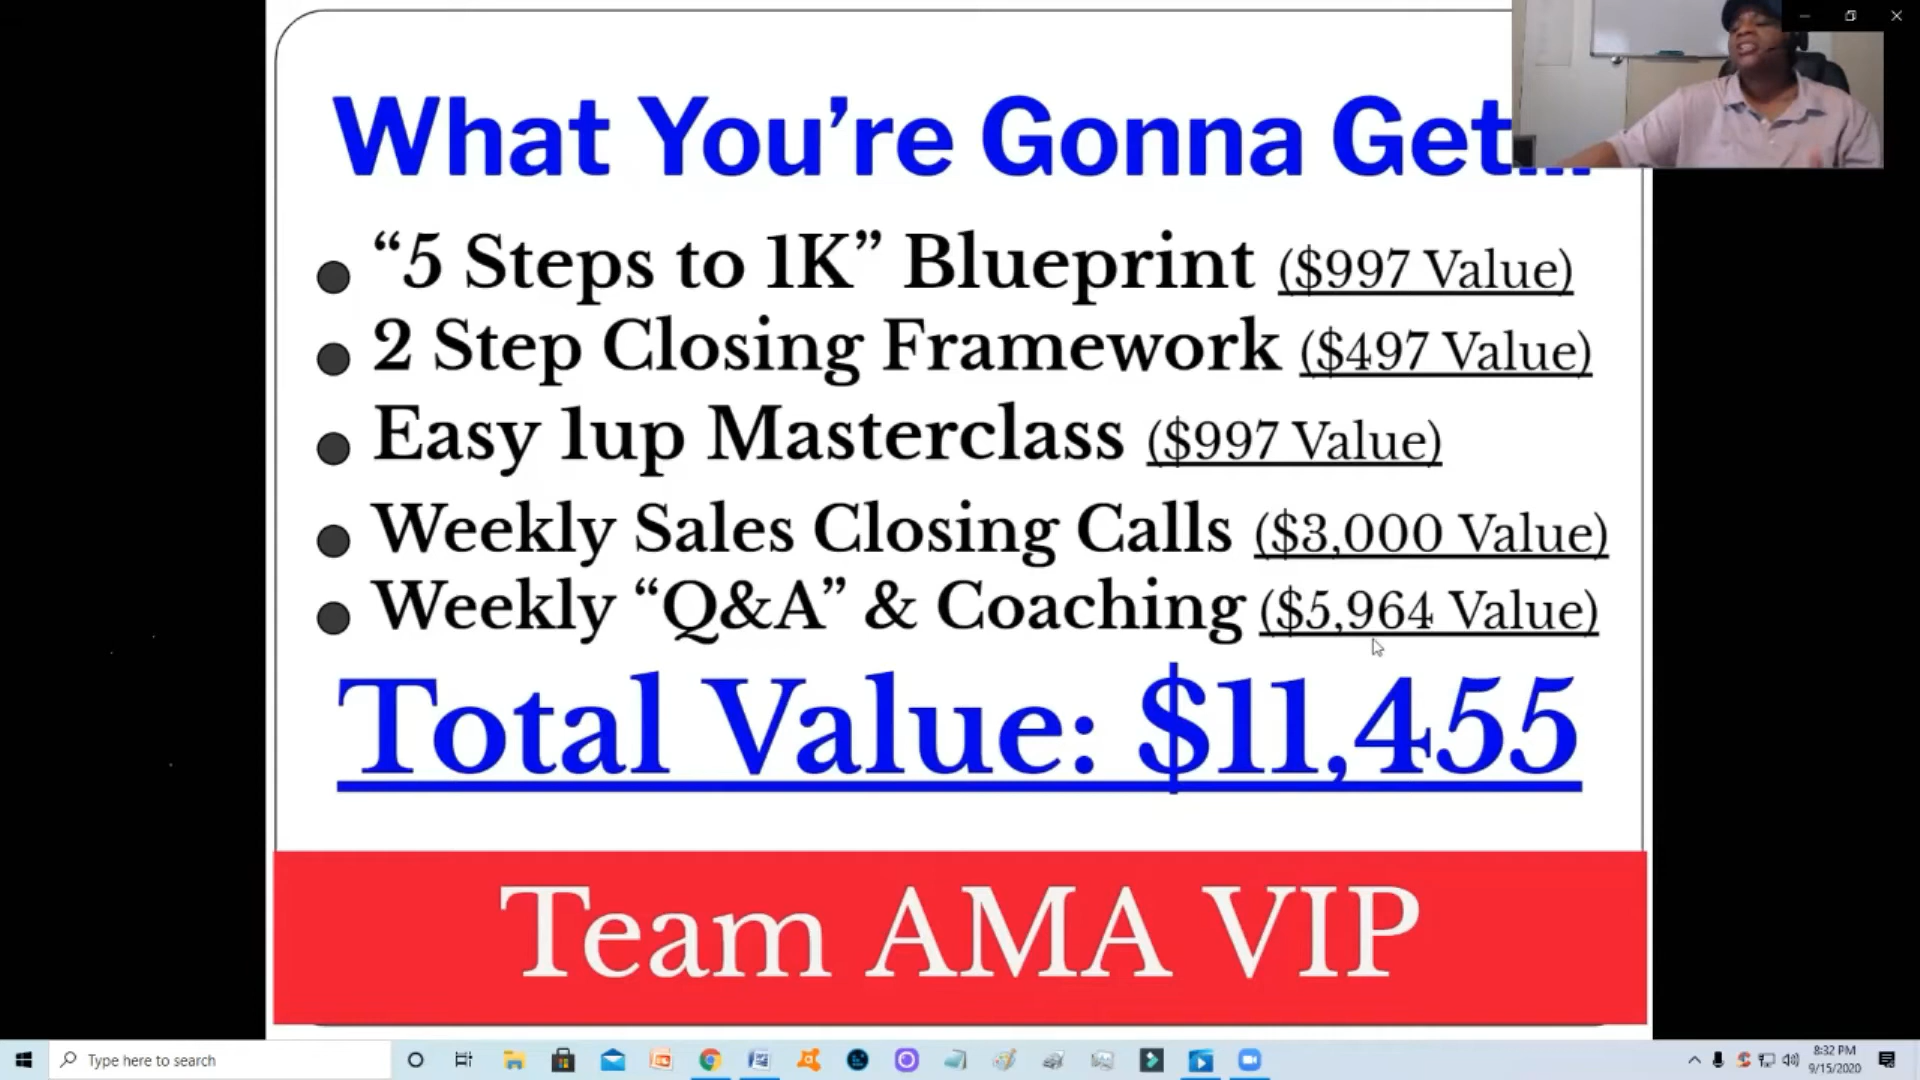 What You’re Gonna Get...
“5 Steps to 1K” Blueprint ($997 Value)
2 Step Closing Framework ($497 Value)
Easy 1up Masterclass ($997 Value)
Weekly Sales Closing Calls ($3,000 Value)
Weekly “Q&A” & Coaching ($5,964 Value)
Total Value: $11,455
Team AMA VIP
Type here to search
8:32 PM
9/15/2020